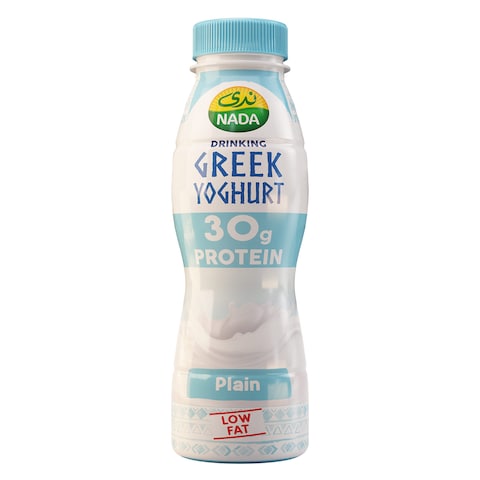 ندى
NADA
DRINKING
GREEK
YOGHURT
30g
PROTEIN
Plain
LOW
FAT